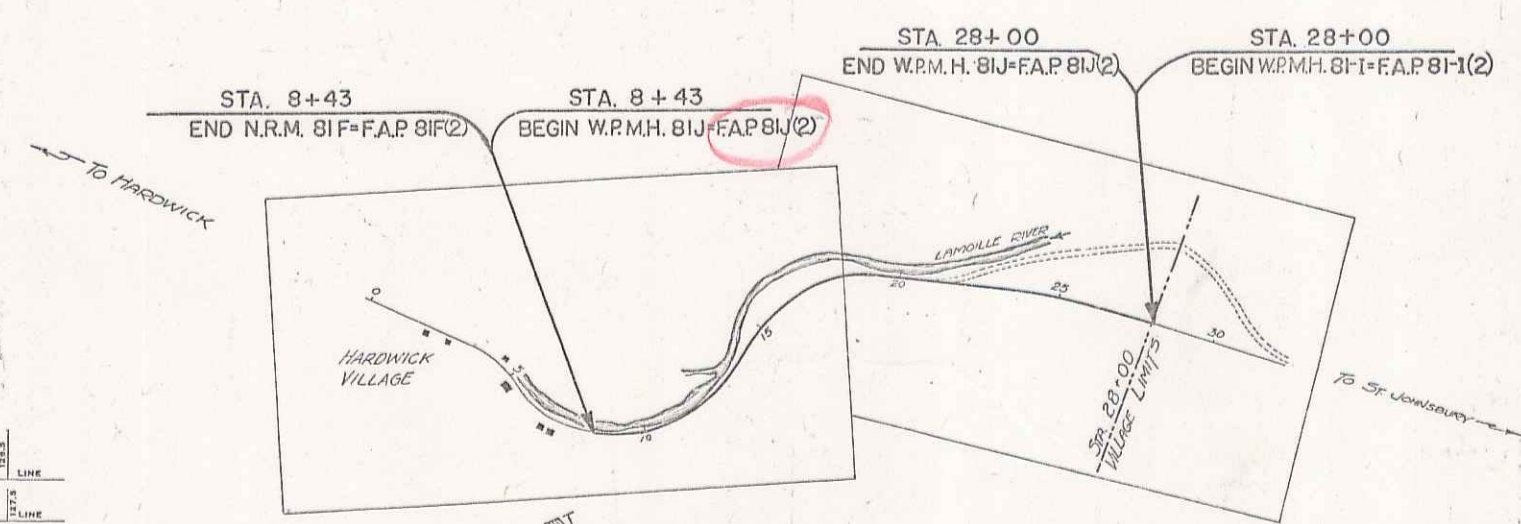 STA. 28+00
END W.P.M.H. 81J=F.A.P. 81J(2)
STA. 28+00
BEGIN W.P.M.H. 81-I=F.A.P. 81-I(2)
STA. 8+43
END N.R.M. 81F=F.A.P. 81F(2)
STA. 8+43
BEGIN W.P.M.H. 81J=F.A.P. 81J(2)
TO HARDWICK
LAMOILLE RIVER
0
5
10
15
20
25
30
HARDWICK
VILLAGE
STA. 28+00
VILLAGE LIMITS
TO ST. JOHNSBURY
LINE
127.5
LINE